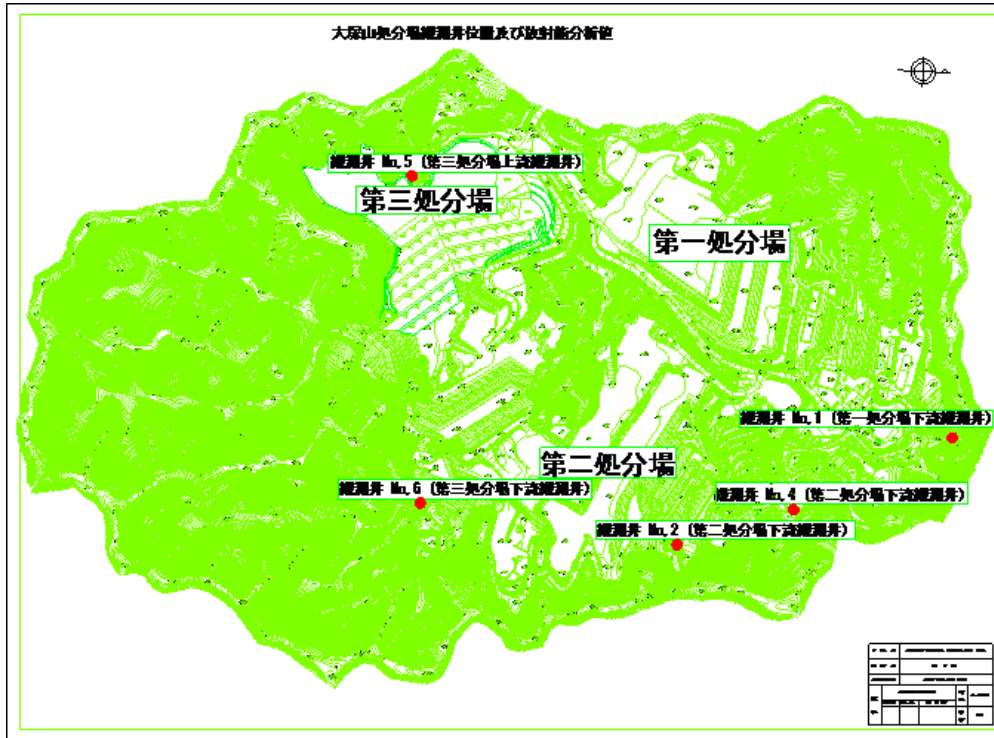 大塚山処分場観測井位置及び放射能分析値
観測井 No.5 (第三処分場上流観測井)
第三処分場
第一処分場
観測井 No.1 (第一処分場下流観測井)
第二処分場
観測井 No.6 (第三処分場下流観測井)
観測井 No.4 (第二処分場下流観測井)
観測井 No.2 (第二処分場下流観測井)